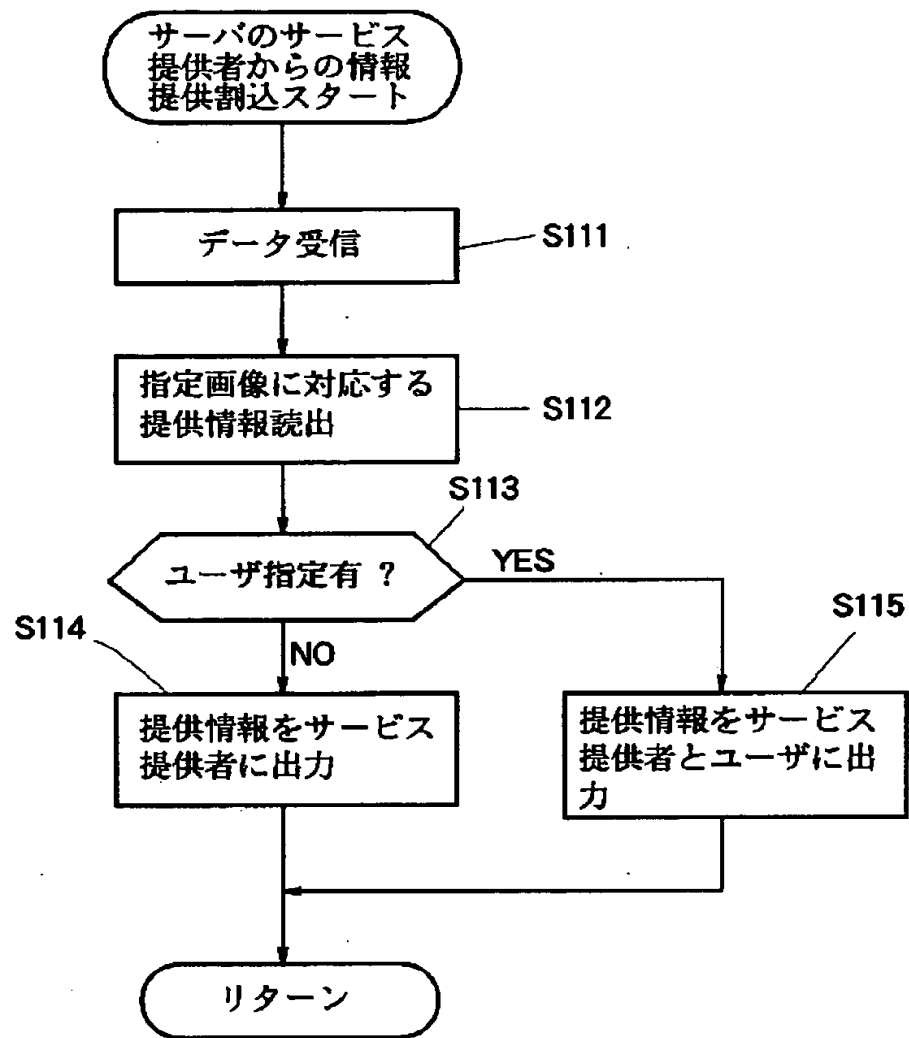 サーバのサービス
提供者からの情報
提供割込スタート
データ受信
S111
指定画像に対応する
提供情報読出
S112
S113
ユーザ指定有 ?
YES
S114
NO
S115
提供情報をサービス
提供者に出力
提供情報をサービス
提供者とユーザに出
力
リターン